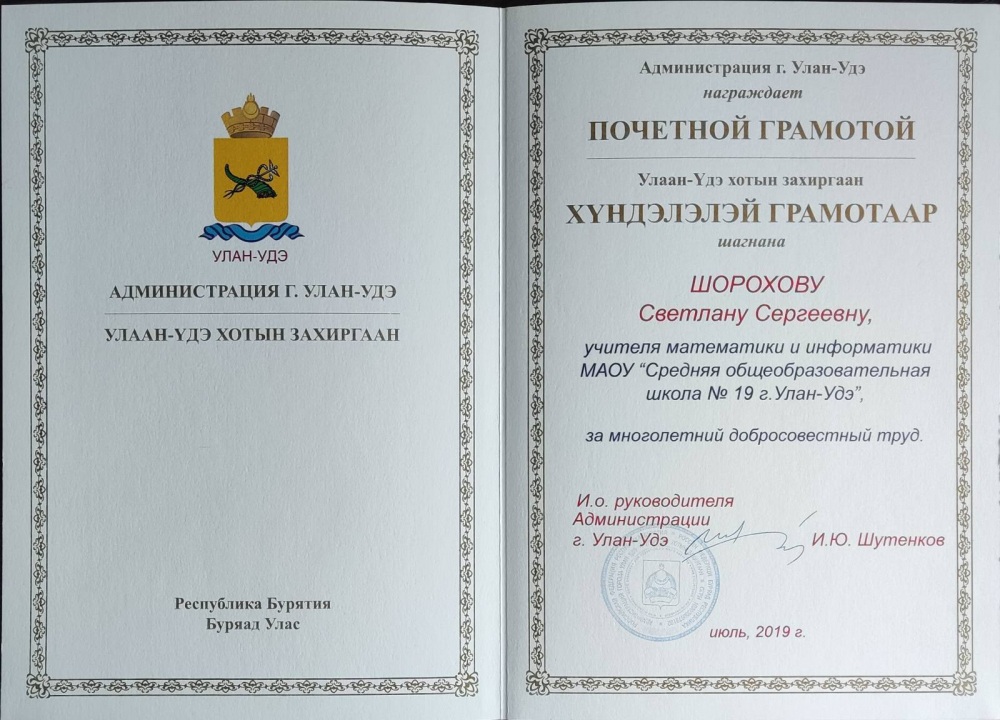 УЛАН-УДЭ
АДМИНИСТРАЦИЯ Г. УЛАН-УДЭ
УЛААН-ҮДЭ ХОТЫН ЗАХИРГААН
Республика Бурятия
Буряад Улас
Администрация г. Улан-Удэ
награждает
ПОЧЕТНОЙ ГРАМОТОЙ
Улаан-Үдэ хотын захиргаан
ХҮНДЭЛЭЛЭЙ ГРАМОТААР
шагнана
ШОРОХОВУ
Светлану Сергеевну,
учителя математики и информатики
МАОУ “Средняя общеобразовательная
школа № 19 г.Улан-Удэ”,
за многолетний добросовестный труд.
И.о. руководителя
Администрации
г. Улан-Удэ И.Ю. Шутенков
июль, 2019 г.